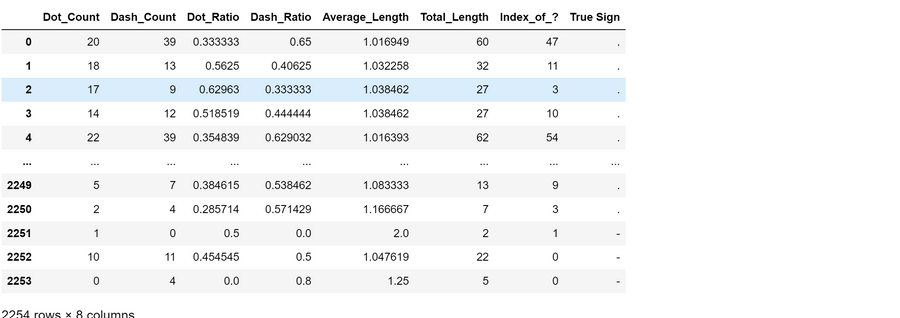 Dot_Count Dash_Count Dot_Ratio Dash_Ratio Average_Length Total_Length Index_of_? True Sign
0 20 39 0.333333 0.65 1.016949 60 47 .
1 18 13 0.5625 0.40625 1.032258 32 11 .
2 17 9 0.62963 0.333333 1.038462 27 3 .
3 14 12 0.518519 0.444444 1.038462 27 10 .
4 22 39 0.354839 0.629032 1.016393 62 54 .
... ... ... ... ... ... ... ... ...
2249 5 7 0.384615 0.538462 1.083333 13 9 .
2250 2 4 0.285714 0.571429 1.166667 7 3 .
2251 1 0 0.5 0.0 2.0 2 1 -
2252 10 11 0.454545 0.5 1.047619 22 0 -
2253 0 4 0.0 0.8 1.25 5 0 -
2254 rows × 8 columns